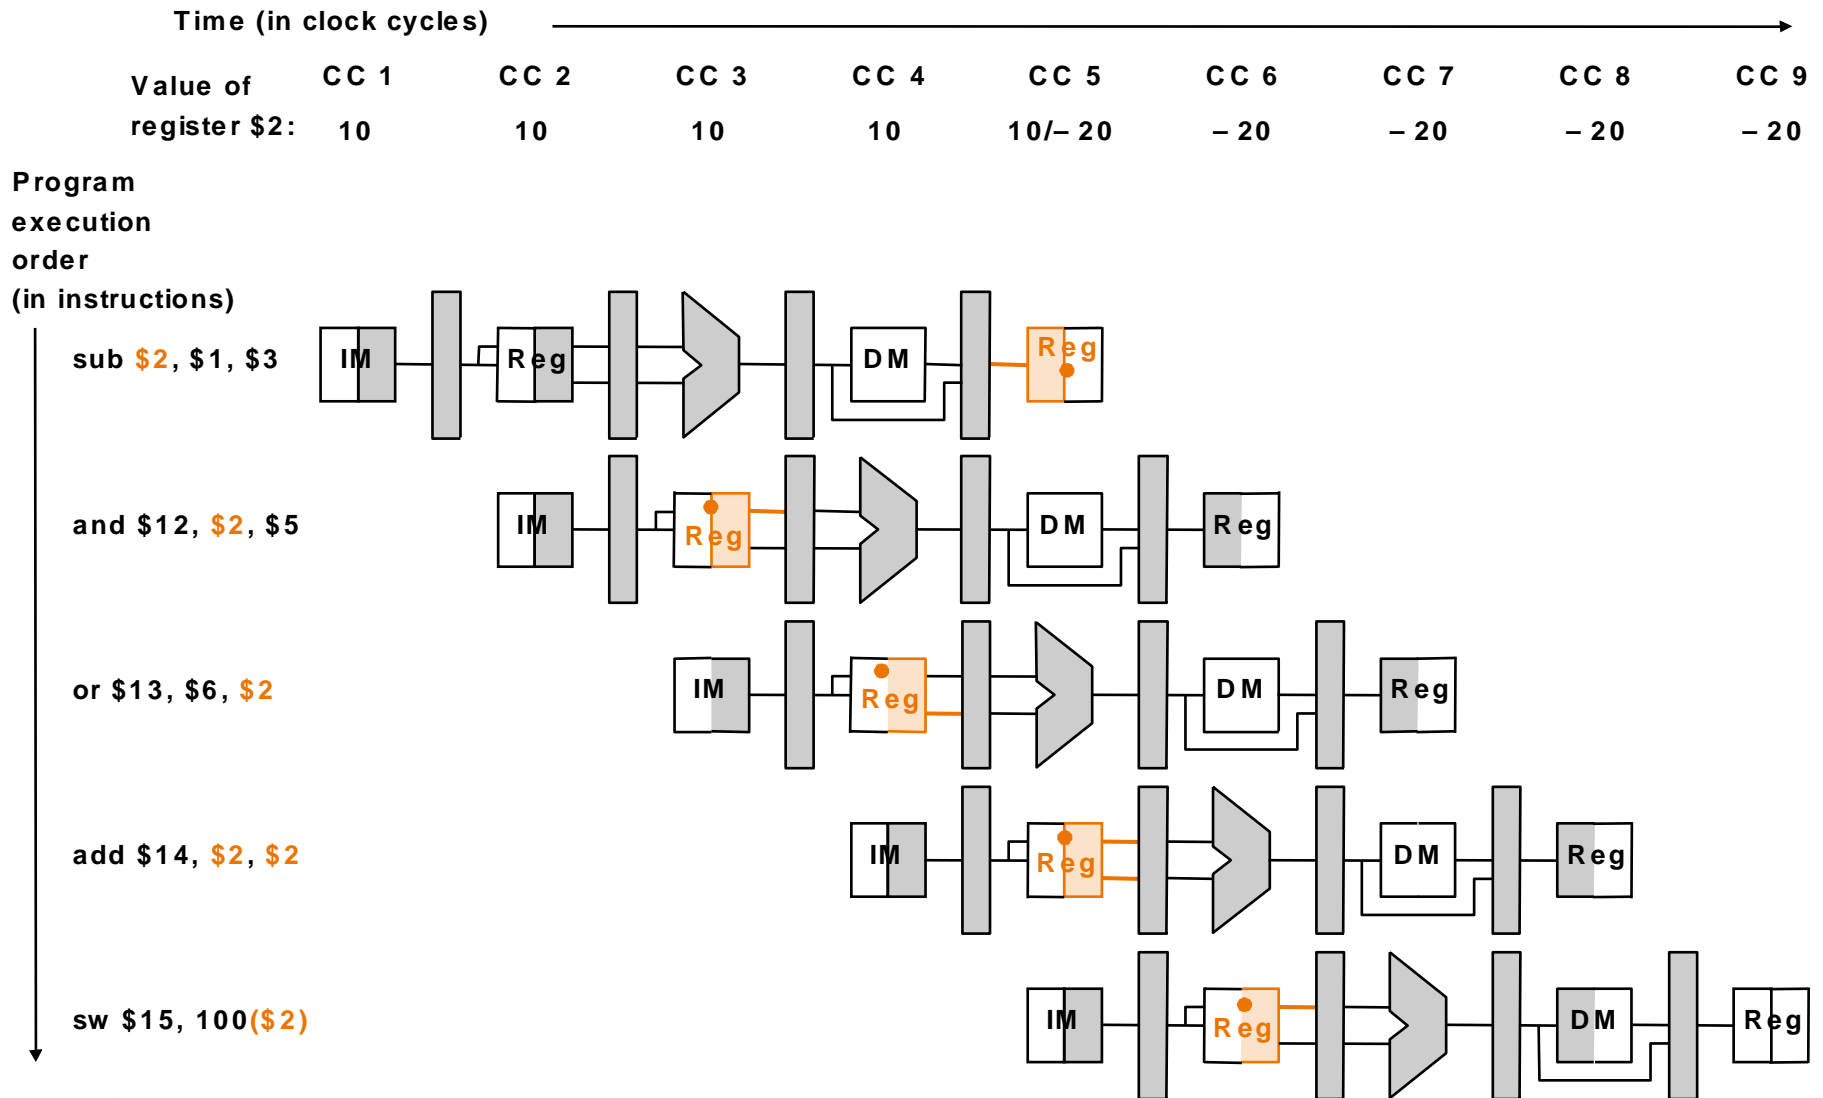 Time (in clock cycles)
CC 1 CC 2 CC 3 CC 4 CC 5 CC 6 CC 7 CC 8 CC 9
Value of
register $2: 10 10 10 10 10/– 20 – 20 – 20 – 20 – 20
Program
execution
order
(in instructions)
sub $2, $1, $3 IM Reg DM Reg
and $12, $2, $5 IM Reg DM Reg
or $13, $6, $2 IM Reg DM Reg
add $14, $2, $2 IM Reg DM Reg
sw $15, 100($2) IM Reg DM Reg